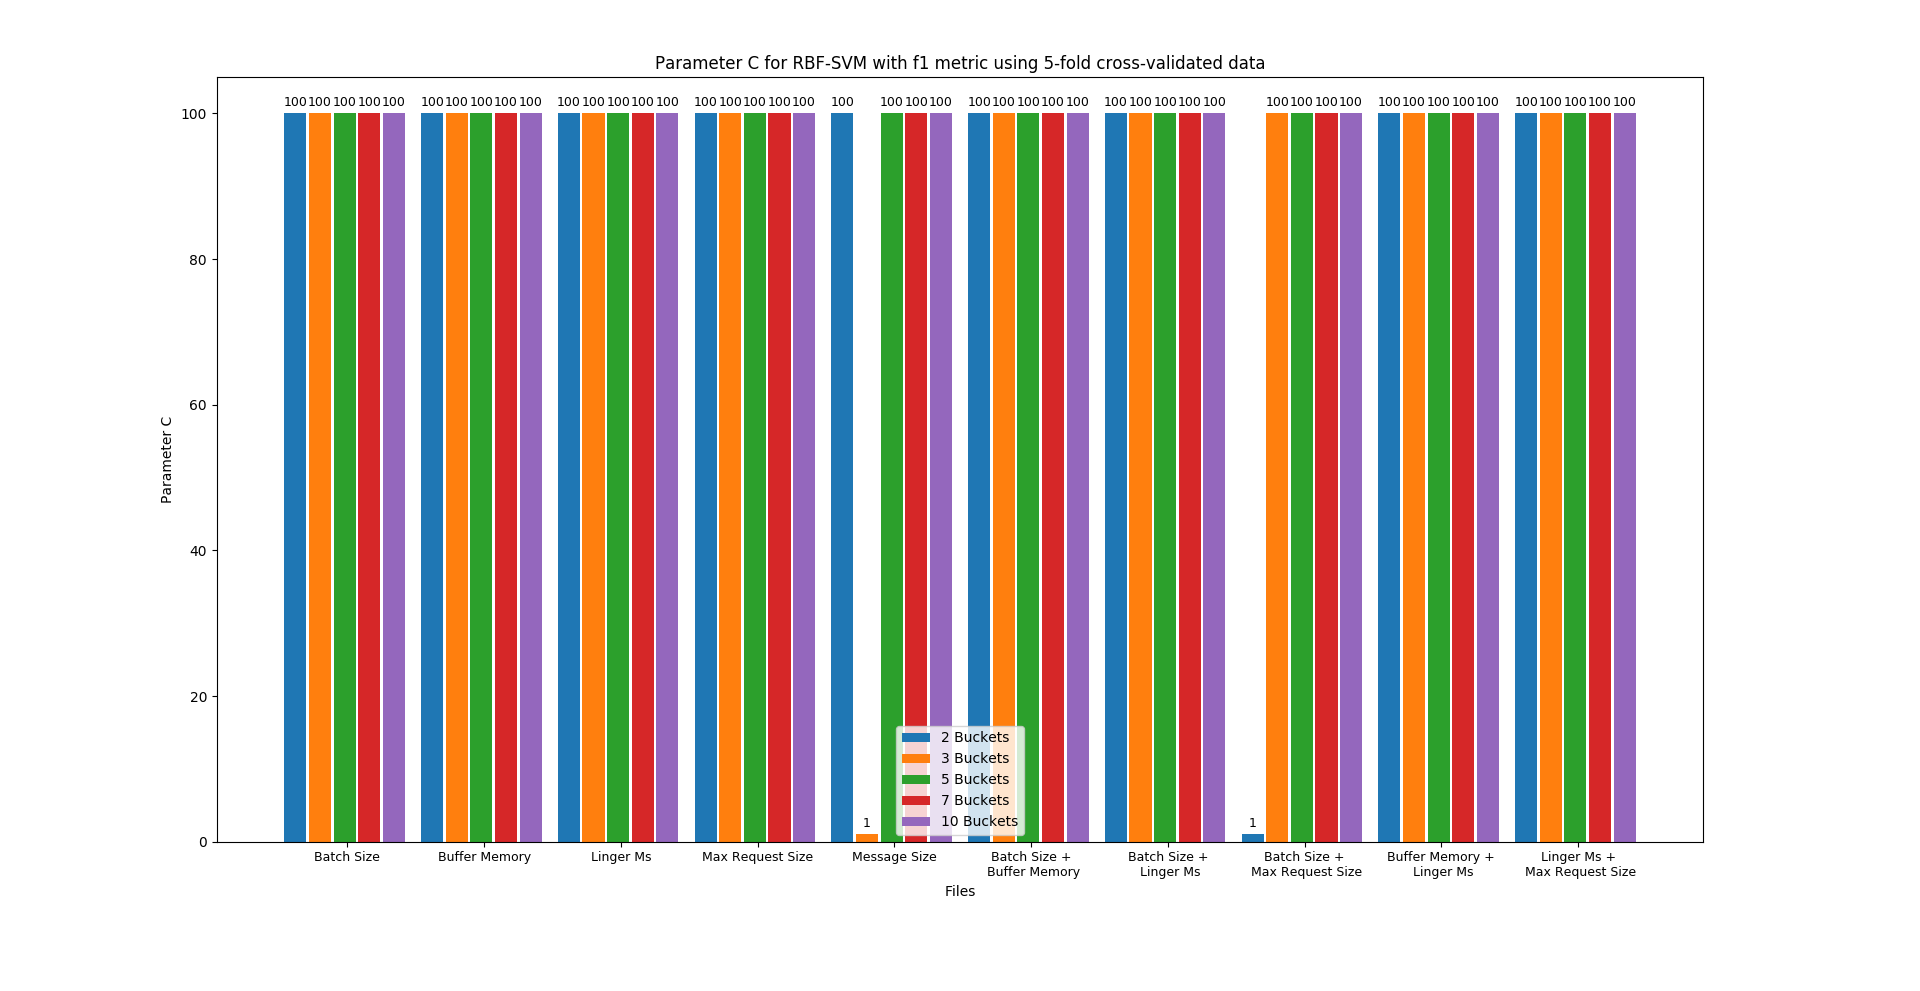 Parameter C for RBF-SVM with f1 metric using 5-fold cross-validated data
100 100 100 100 100 100 100 100 100 100 100 100 100 100 100 100 100 100 100 100 100 100 100 100 100 100 100 100 100 100 100 100 100 100 100 100 100 100 100 100 100 100 100 100 100 100 100 100
100
80
60
40
20
0
Parameter C
1
1
2 Buckets
3 Buckets
5 Buckets
7 Buckets
10 Buckets
Batch Size
Buffer Memory
Linger Ms
Max Request Size
Message Size
Batch Size +
Buffer Memory
Batch Size +
Linger Ms
Batch Size +
Max Request Size
Buffer Memory +
Linger Ms
Linger Ms +
Max Request Size
Files